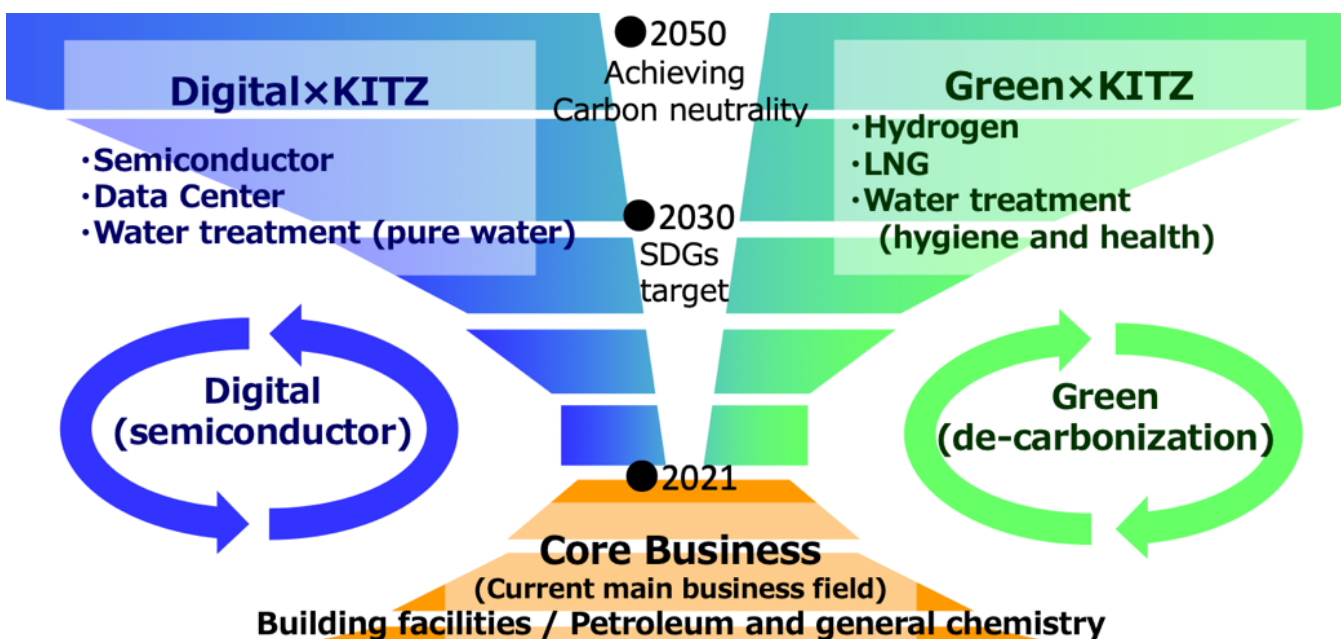 ●2050
Achieving
Carbon neutrality
Digital×KITZ
・Semiconductor
・Data Center
・Water treatment (pure water)
Green×KITZ
・Hydrogen
・LNG
・Water treatment
(hygiene and health)
●2030
SDGs
target
Digital
(semiconductor)
Green
(de-carbonization)
●2021
Core Business
(Current main business field)
Building facilities / Petroleum and general chemistry